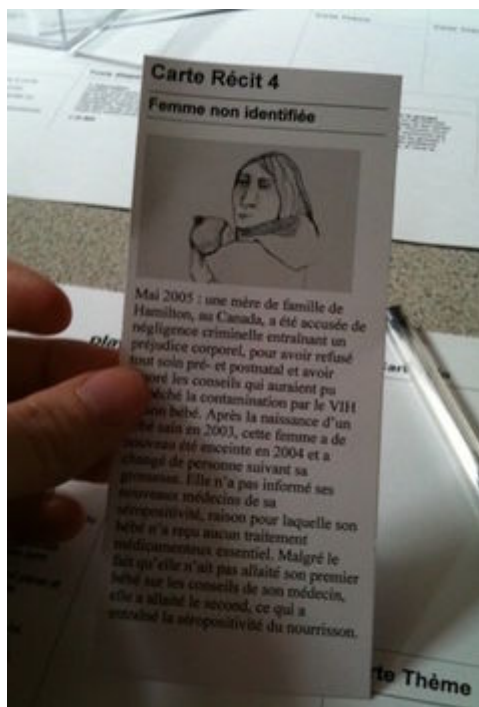 Carte Récit 4
Femme non identifiée
Mai 2005 : une mère de famille de
Hamilton, au Canada, a été accusée de
négligence criminelle entraînant un
préjudice corporel, pour avoir refusé
tout soin pré- et postnatal et avoir
les conseils qui auraient pu
la contamination par le VIH
bébé. Après la naissance d'un
sain en 2003, cette femme a de
nouveau été enceinte en 2004 et a
changé de personne suivant sa
grossesse. Elle n'a pas informé ses
nouveaux médecins de sa
séropositivité, raison pour laquelle son
bébé n'a reçu aucun traitement
médicamenteux essentiel. Malgré le
fait qu'elle n'ait pas allaité son premier
bébé sur les conseils de son médecin,
elle a allaité le second, ce qui a
entraîné la séropositivité du nourrisson.
te Thème